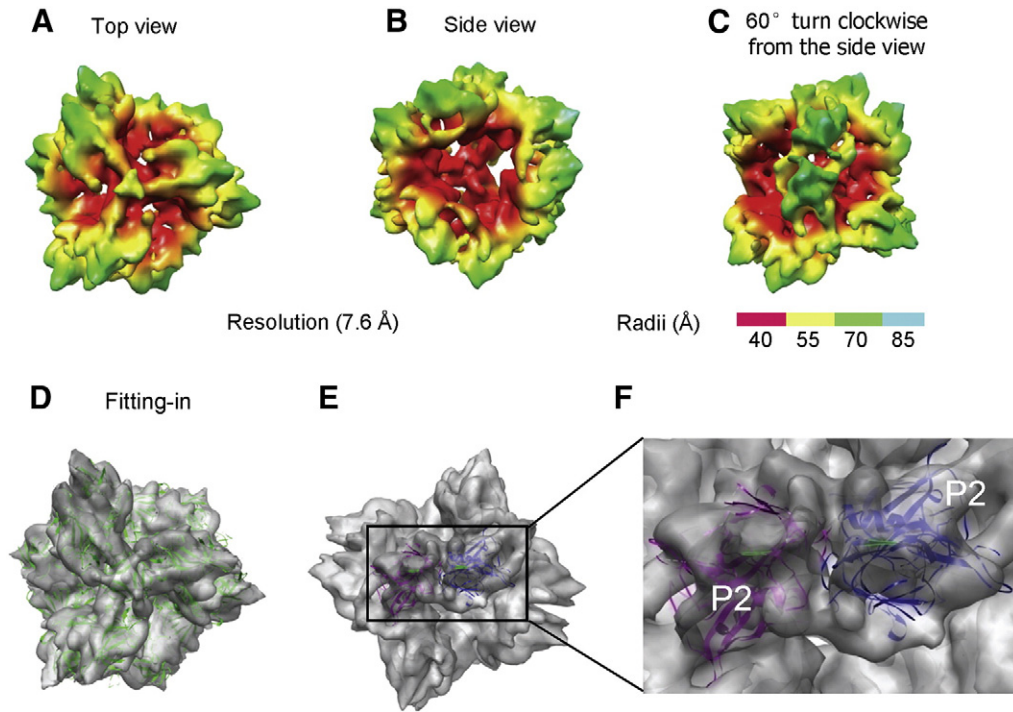 A
Top view
B
Side view
C
60° turn clockwise
from the side view
Resolution (7.6 Å)
Radii (Å)
40 55 70 85
D
Fitting-in
E
F
P2
P2